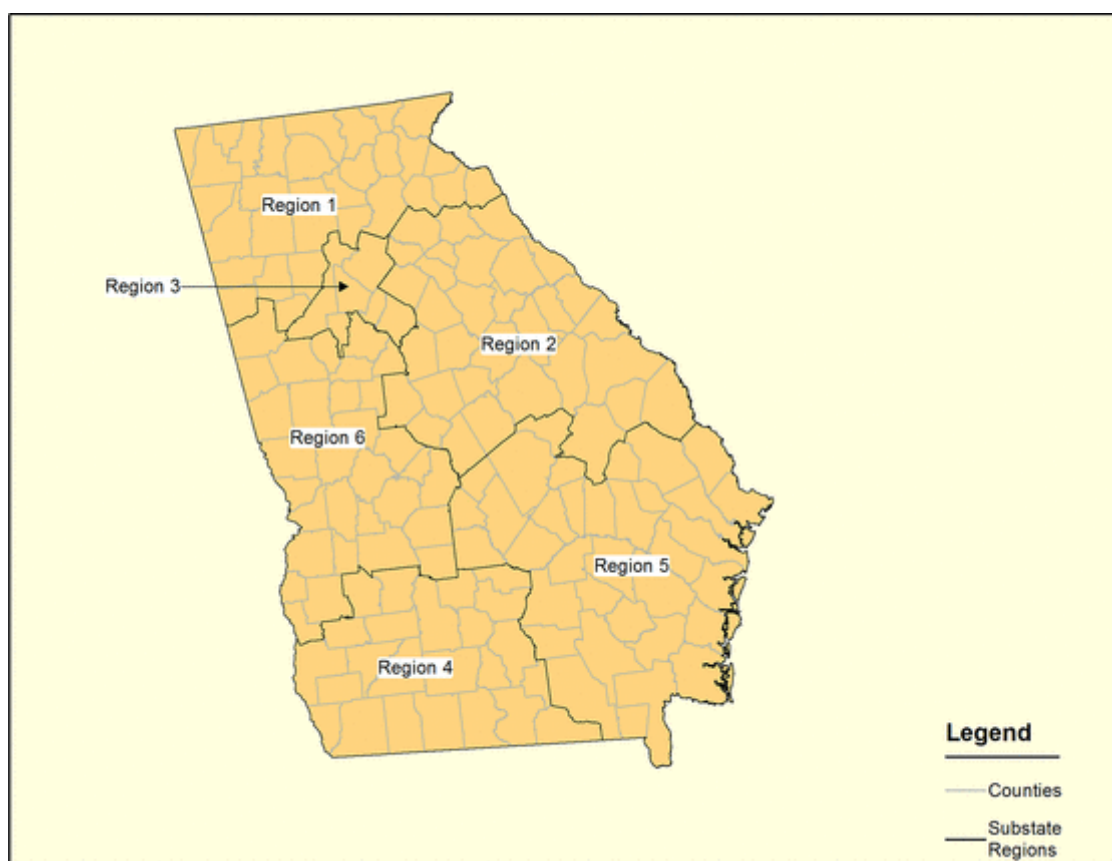 Region 1
Region 3
Region 2
Region 6
Region 5
Region 4
Legend
Counties
Substate
Regions